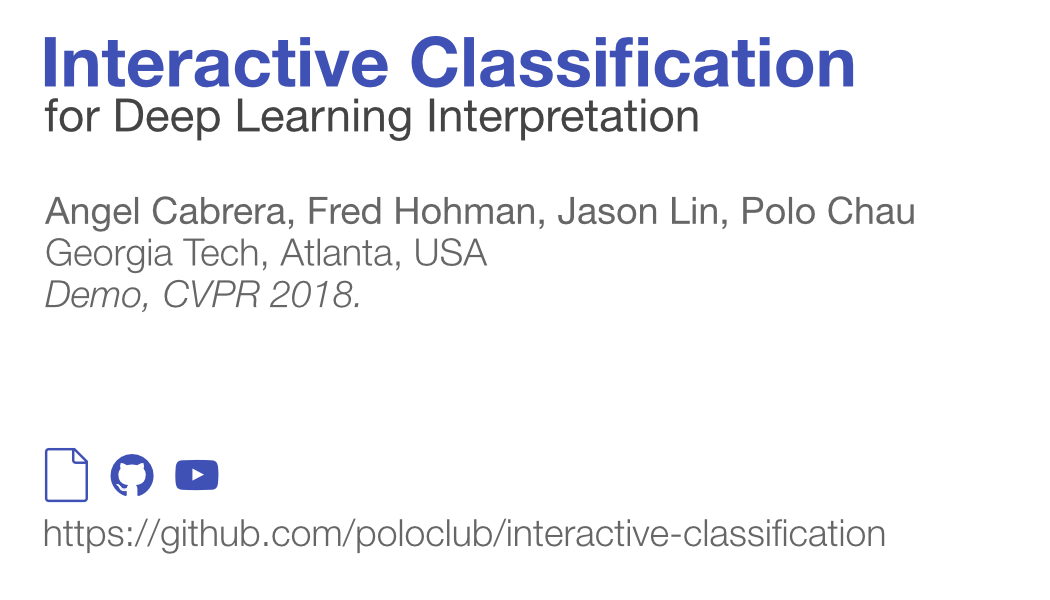 Interactive Classification
for Deep Learning Interpretation
Angel Cabrera, Fred Hohman, Jason Lin, Polo Chau
Georgia Tech, Atlanta, USA
Demo, CVPR 2018.
https://github.com/poloclub/interactive-classification